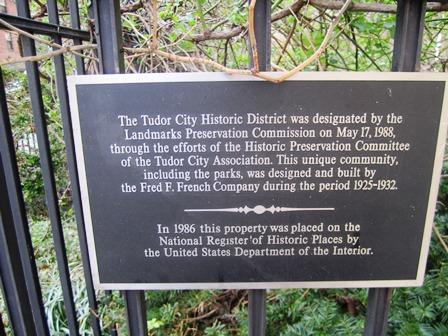 The Tudor City Historic District was designated by the
Landmarks Preservation Commission on May 17, 1988,
through the efforts of the Historic Preservation Committee
of the Tudor City Association. This unique community,
including the parks, was designed and built by
the Fred F. French Company during the period 1925-1932.
In 1986 this property was placed on the
National Register of Historic Places by
the United States Department of the Interior.